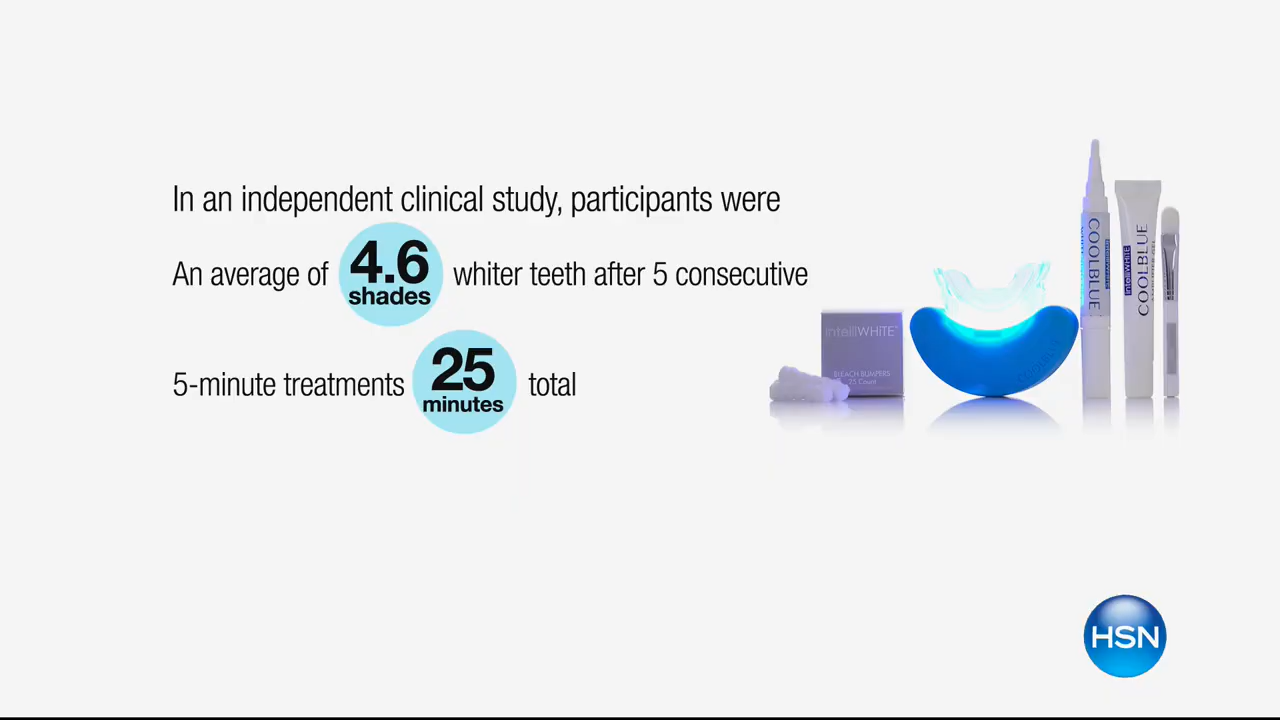 In an independent clinical study, participants were
An average of 4.6 shades whiter teeth after 5 consecutive
5-minute treatments 25 minutes total
intelliWHiTE™
BLEACH BUMPERS
25 Count
COOLBLUE
intelliWHiTE
COOLBLUE
HSN